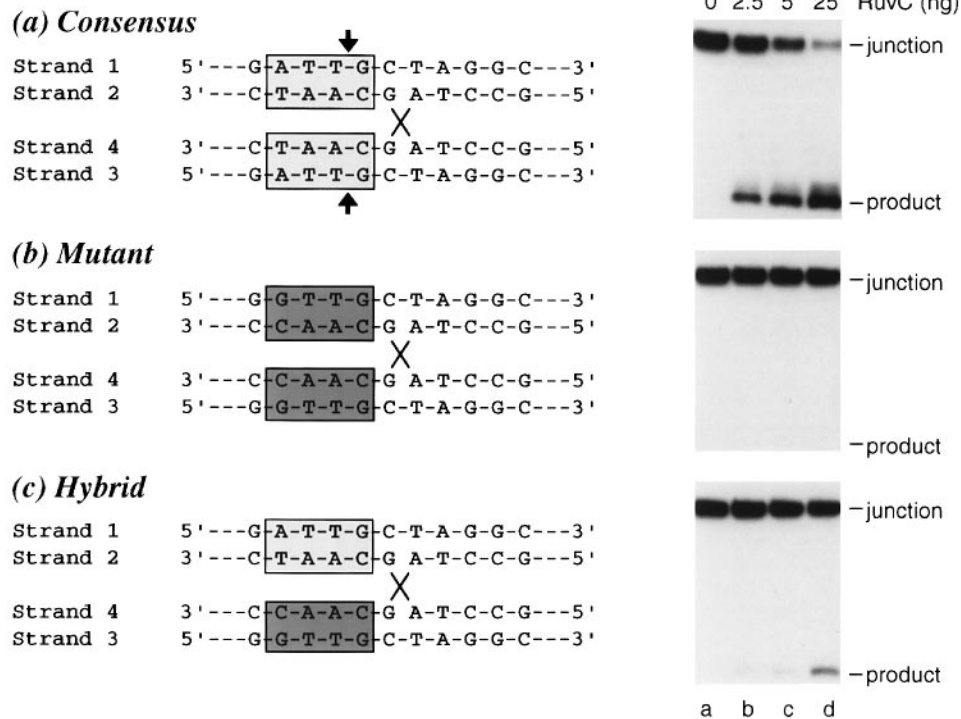 0 2.5 5 25 RuvC (ng)
(a) Consensus
Strand 1 5'---G-A-T-T-G-C-T-A-G-G-C---3'
Strand 2 3'---C-T-A-A-C-G A-T-C-C-G---5'
Strand 4 3'---C-T-A-A-C-G A-T-C-C-G---5'
Strand 3 5'---G-A-T-T-G-C-T-A-G-G-C---3'
–junction
–product
(b) Mutant
Strand 1 5'---G-G-T-T-G-C-T-A-G-G-C---3'
Strand 2 3'---C-C-A-A-C-G A-T-C-C-G---5'
Strand 4 3'---C-C-A-A-C-G A-T-C-C-G---5'
Strand 3 5'---G-G-T-T-G-C-T-A-G-G-C---3'
–junction
–product
(c) Hybrid
Strand 1 5'---G-A-T-T-G-C-T-A-G-G-C---3'
Strand 2 3'---C-T-A-A-C-G A-T-C-C-G---5'
Strand 4 3'---C-C-A-A-C-G A-T-C-C-G---5'
Strand 3 5'---G-G-T-T-G-C-T-A-G-G-C---3'
–junction
–product
a b c d